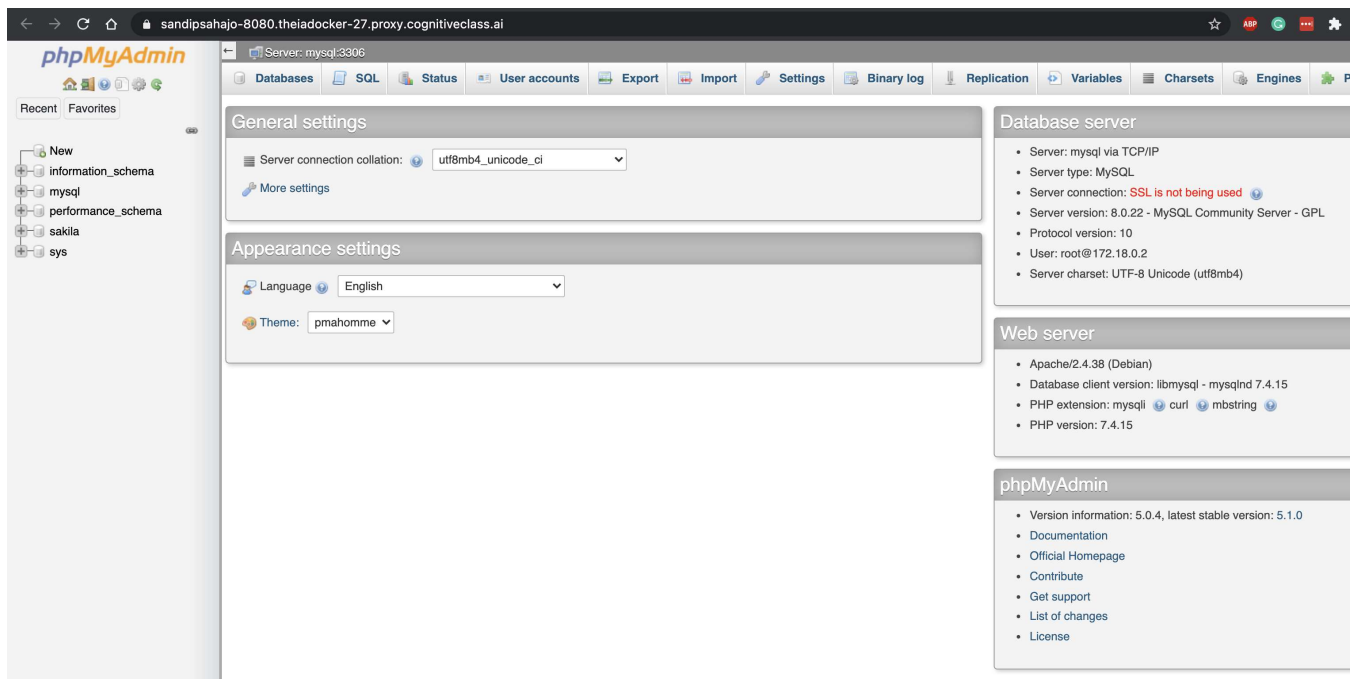 sandipsahajo-8080.theiadocker-27.proxy.cognitiveclass.ai
ABP
phpMyAdmin
Recent Favorites
New
information_schema
mysql
performance_schema
sakila
sys
Server: mysql:3306
Databases SQL Status User accounts Export Import Settings Binary log Replication Variables Charsets Engines P
General settings
Server connection collation: utf8mb4_unicode_ci
More settings
Appearance settings
Language English
Theme: pmahomme
Database server
• Server: mysql via TCP/IP
• Server type: MySQL
• Server connection: SSL is not being used
• Server version: 8.0.22 - MySQL Community Server - GPL
• Protocol version: 10
• User: root@172.18.0.2
• Server charset: UTF-8 Unicode (utf8mb4)
Web server
• Apache/2.4.38 (Debian)
• Database client version: libmysql - mysqlnd 7.4.15
• PHP extension: mysqli curl mbstring
• PHP version: 7.4.15
phpMyAdmin
• Version information: 5.0.4, latest stable version: 5.1.0
• Documentation
• Official Homepage
• Contribute
• Get support
• List of changes
• License